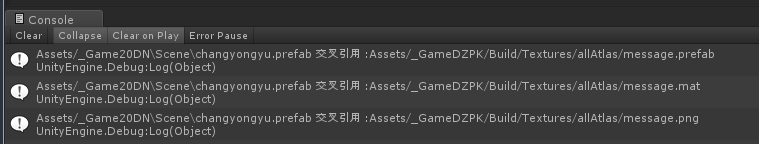 Console
Clear Collapse Clear on Play Error Pause
Assets/_Game20DN\Scene\changyongyu.prefab 交叉引用 :Assets/_GameDZPK/Build/Textures/allAtlas/message.prefab
UnityEngine.Debug:Log(Object)
Assets/_Game20DN\Scene\changyongyu.prefab 交叉引用 :Assets/_GameDZPK/Build/Textures/allAtlas/message.mat
UnityEngine.Debug:Log(Object)
Assets/_Game20DN\Scene\changyongyu.prefab 交叉引用 :Assets/_GameDZPK/Build/Textures/allAtlas/message.png
UnityEngine.Debug:Log(Object)